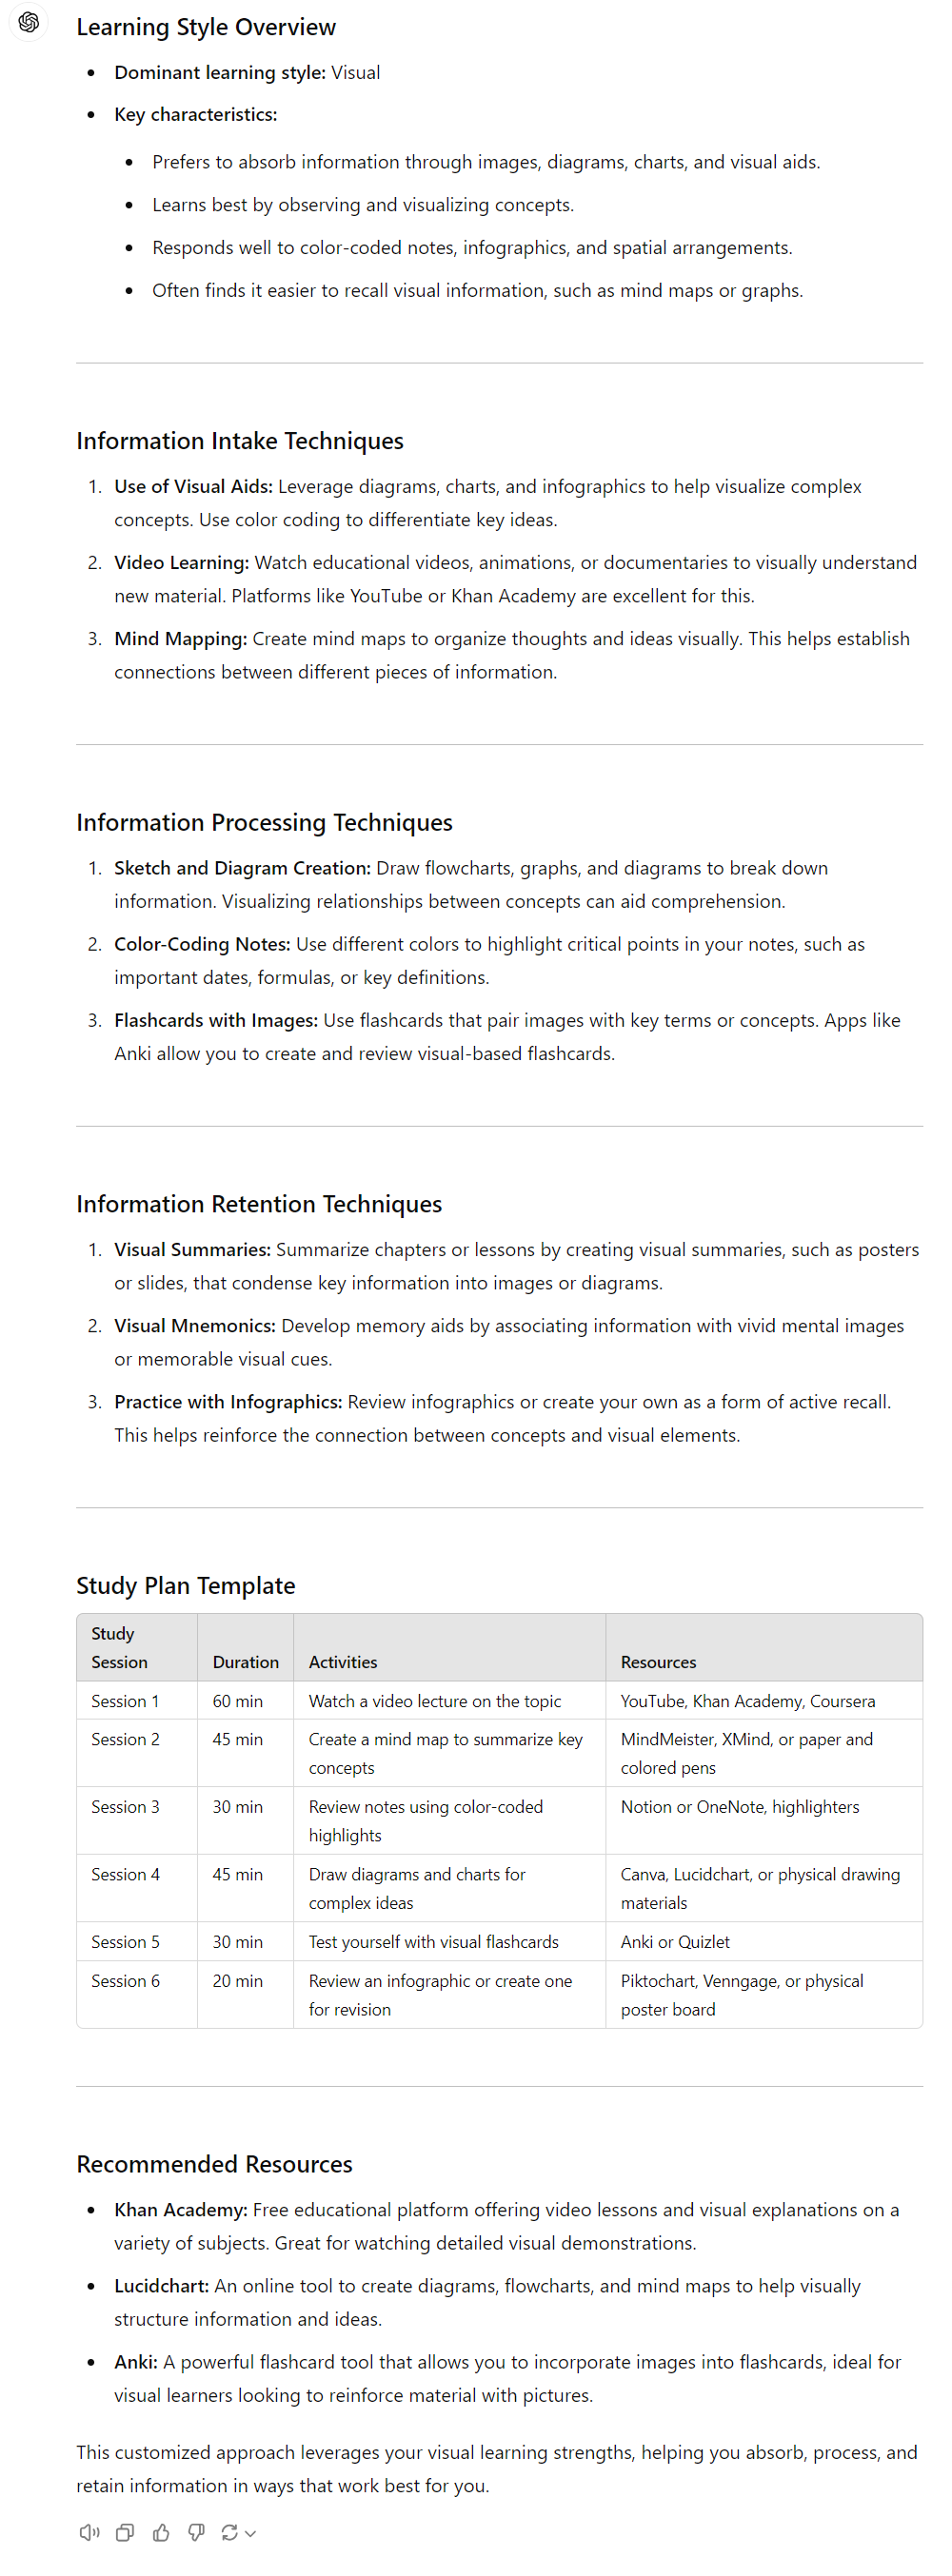 Learning Style Overview
• Dominant learning style: Visual
• Key characteristics:
• Prefers to absorb information through images, diagrams, charts, and visual aids.
• Learns best by observing and visualizing concepts.
• Responds well to color-coded notes, infographics, and spatial arrangements.
• Often finds it easier to recall visual information, such as mind maps or graphs.
Information Intake Techniques
1. Use of Visual Aids: Leverage diagrams, charts, and infographics to help visualize complex
concepts. Use color coding to differentiate key ideas.
2. Video Learning: Watch educational videos, animations, or documentaries to visually understand
new material. Platforms like YouTube or Khan Academy are excellent for this.
3. Mind Mapping: Create mind maps to organize thoughts and ideas visually. This helps establish
connections between different pieces of information.
Information Processing Techniques
1. Sketch and Diagram Creation: Draw flowcharts, graphs, and diagrams to break down
information. Visualizing relationships between concepts can aid comprehension.
2. Color-Coding Notes: Use different colors to highlight critical points in your notes, such as
important dates, formulas, or key definitions.
3. Flashcards with Images: Use flashcards that pair images with key terms or concepts. Apps like
Anki allow you to create and review visual-based flashcards.
Information Retention Techniques
1. Visual Summaries: Summarize chapters or lessons by creating visual summaries, such as posters
or slides, that condense key information into images or diagrams.
2. Visual Mnemonics: Develop memory aids by associating information with vivid mental images
or memorable visual cues.
3. Practice with Infographics: Review infographics or create your own as a form of active recall.
This helps reinforce the connection between concepts and visual elements.
Study Plan Template
Study
Session Duration Activities Resources
Session 1 60 min Watch a video lecture on the topic YouTube, Khan Academy, Coursera
Session 2 45 min Create a mind map to summarize key MindMeister, XMind, or paper and
concepts colored pens
Session 3 30 min Review notes using color-coded Notion or OneNote, highlighters
highlights
Session 4 45 min Draw diagrams and charts for Canva, Lucidchart, or physical drawing
complex ideas materials
Session 5 30 min Test yourself with visual flashcards Anki or Quizlet
Session 6 20 min Review an infographic or create one Piktochart, Venngage, or physical
for revision poster board
Recommended Resources
• Khan Academy: Free educational platform offering video lessons and visual explanations on a
variety of subjects. Great for watching detailed visual demonstrations.
• Lucidchart: An online tool to create diagrams, flowcharts, and mind maps to help visually
structure information and ideas.
• Anki: A powerful flashcard tool that allows you to incorporate images into flashcards, ideal for
visual learners looking to reinforce material with pictures.
This customized approach leverages your visual learning strengths, helping you absorb, process, and
retain information in ways that work best for you.